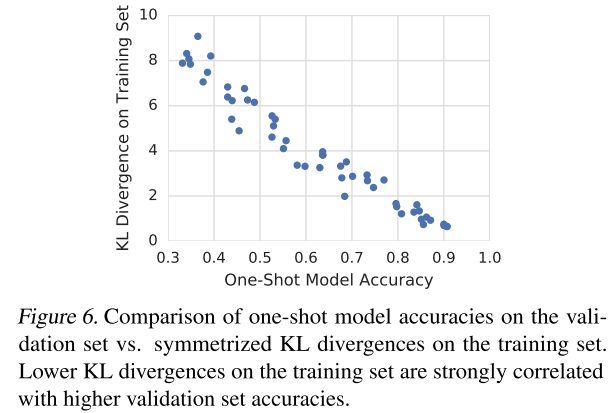 10
8
6
4
2
0
KL Divergence on Training Set
0.3 0.4 0.5 0.6 0.7 0.8 0.9 1.0
One-Shot Model Accuracy
Figure 6. Comparison of one-shot model accuracies on the vali-
dation set vs. symmetrized KL divergences on the training set.
Lower KL divergences on the training set are strongly correlated
with higher validation set accuracies.